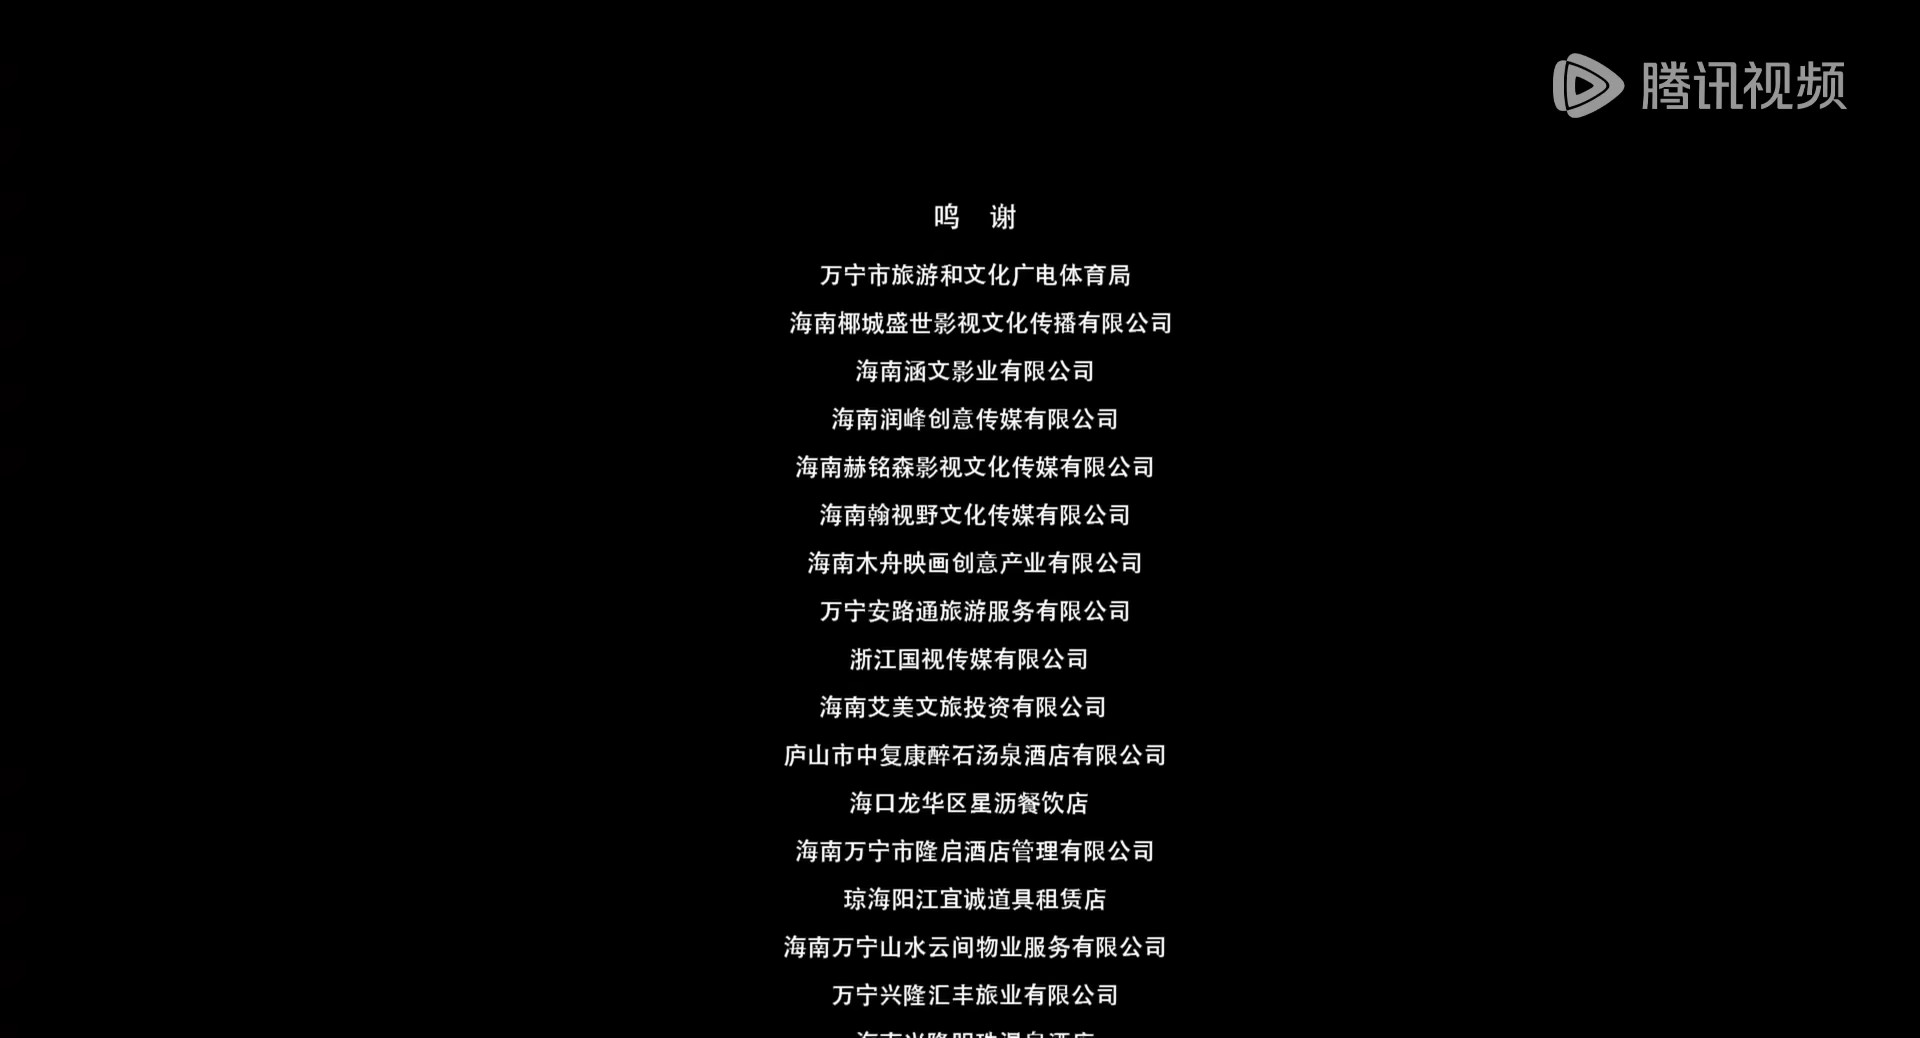 腾讯视频
鸣 谢
万宁市旅游和文化广电体育局
海南椰城盛世影视文化传播有限公司
海南涵文影业有限公司
海南润峰创意传媒有限公司
海南赫铭森影视文化传媒有限公司
海南翰视野文化传媒有限公司
海南木舟映画创意产业有限公司
万宁安路通旅游服务有限公司
浙江国视传媒有限公司
海南艾美文旅投资有限公司
庐山市中复康醉石汤泉酒店有限公司
海口龙华区星沥餐饮店
海南万宁市隆启酒店管理有限公司
琼海阳江宜诚道具租赁店
海南万宁山水云间物业服务有限公司
万宁兴隆汇丰旅业有限公司